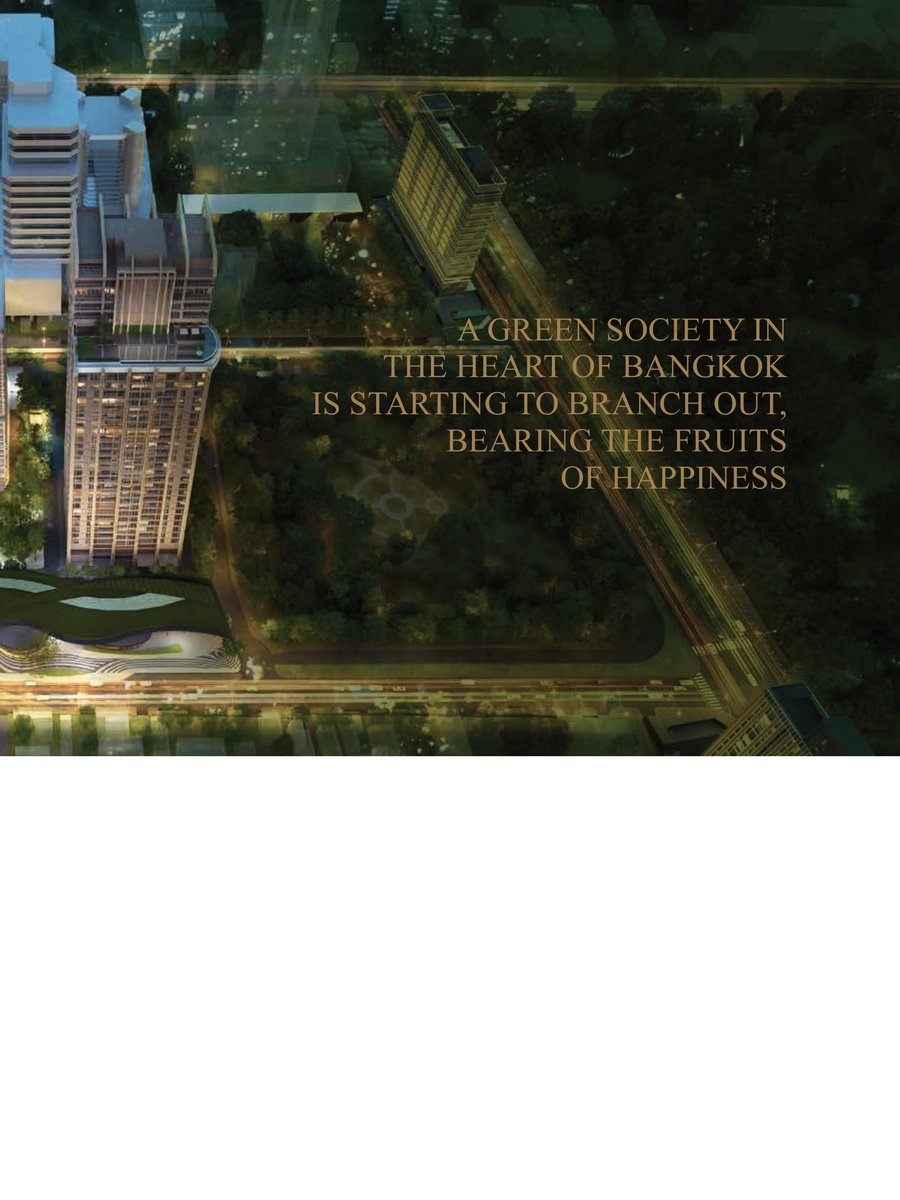 A GREEN SOCIETY IN
THE HEART OF BANGKOK
IS STARTING TO BRANCH OUT,
BEARING THE FRUITS
OF HAPPINESS